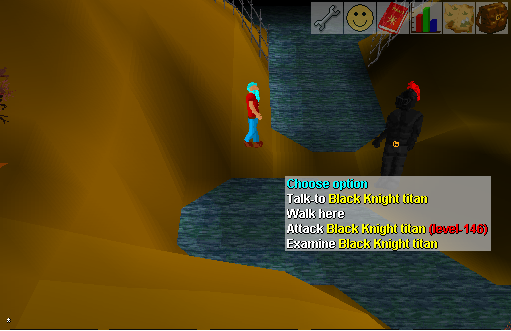 Choose option
Talk-to Black Knight titan
Walk here
Attack Black Knight titan (level-146)
Examine Black Knight titan
*